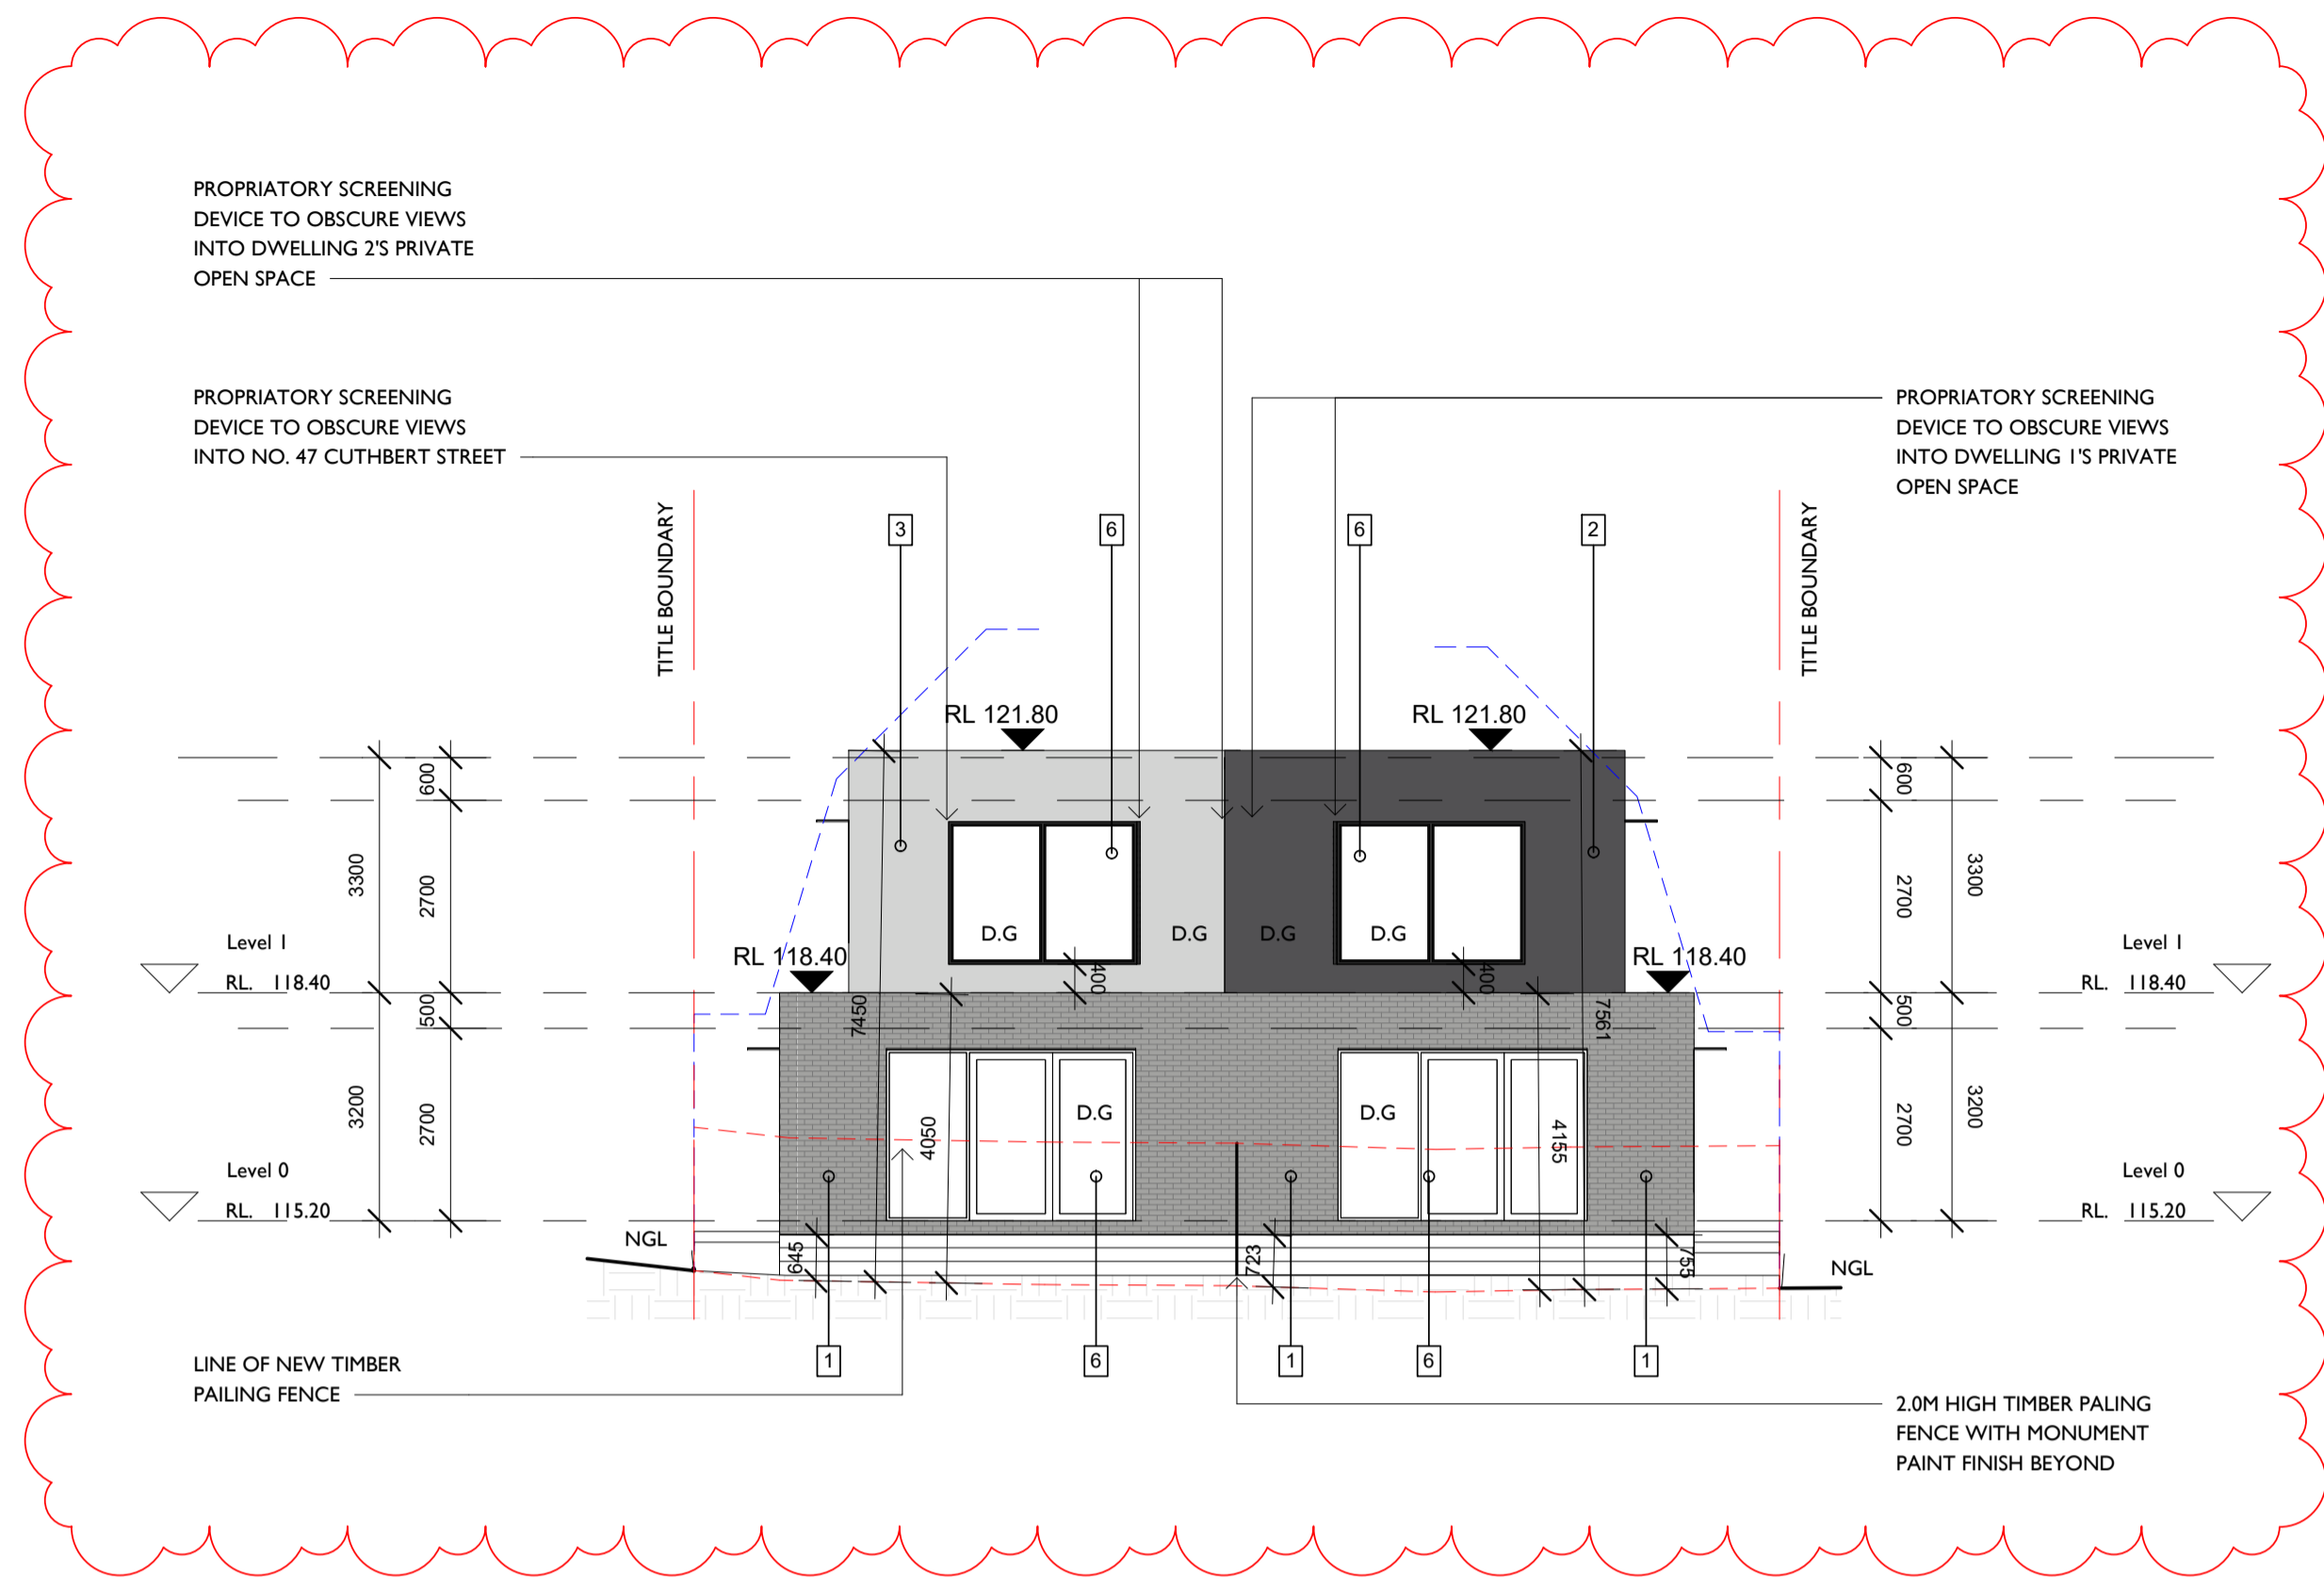 PROPRIATORY SCREENING
DEVICE TO OBSCURE VIEWS
INTO DWELLING 2'S PRIVATE
OPEN SPACE
PROPRIATORY SCREENING
DEVICE TO OBSCURE VIEWS
INTO NO. 47 CUTHBERT STREET
PROPRIATORY SCREENING
DEVICE TO OBSCURE VIEWS
INTO DWELLING 1'S PRIVATE
OPEN SPACE
TITLE BOUNDARY
TITLE BOUNDARY
3
6
6
2
RL 121.80
RL 121.80
600
600
3300
2700
2700
3300
D.G
D.G
D.G
D.G
Level 1
RL. 118.40
RL 118.40
RL 118.40
Level 1
RL. 118.40
400
400
500
7450
7561
500
3200
2700
4050
D.G
D.G
4155
2700
3200
Level 0
RL. 115.20
Level 0
RL. 115.20
NGL
645
723
755
NGL
1
6
1
6
1
LINE OF NEW TIMBER
PAILING FENCE
2.0M HIGH TIMBER PALING
FENCE WITH MONUMENT
PAINT FINISH BEYOND